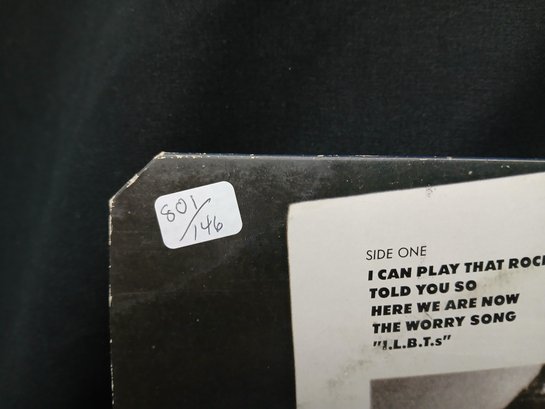 801/146
SIDE ONE
I CAN PLAY THAT ROCK
TOLD YOU SO
HERE WE ARE NOW
THE WORRY SONG
"I.L.B.T.s"